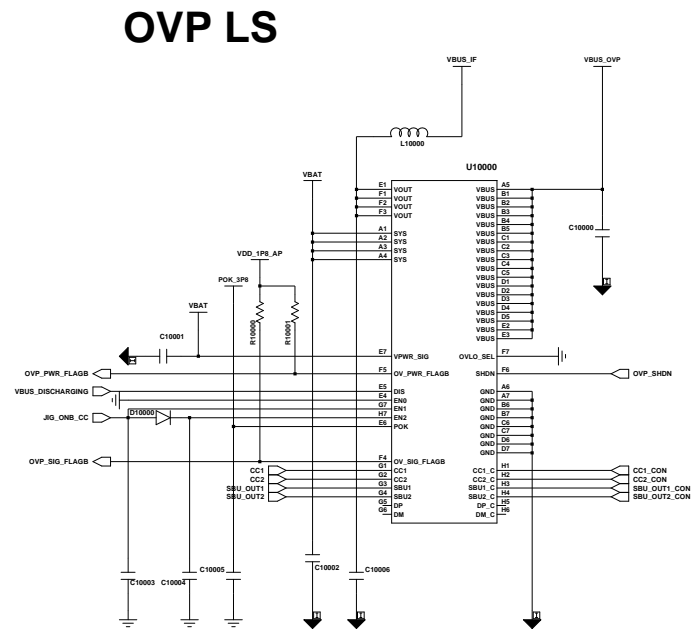 OVP LS
VBUS_IF
VBUS_OVP
L10000
U10000
VBAT
E1 VOUT VBUS A5
F1 VOUT VBUS B1
F2 VOUT VBUS B2
F3 VOUT VBUS B3
VBUS B4
A1 SYS VBUS B5
A2 SYS VBUS C1
A3 SYS VBUS C2
A4 SYS VBUS C3
VBUS C4
VBUS C5
VBUS D1
VBUS D2
VBUS D3
VBUS D4
VBUS D5
VBUS E2
VBUS E3
C10000
VDD_1P8_AP
POK_3P6
VBAT
R10000
R10001
C10001
E7 VPWR_SIG OVLO_SEL F7
OVP_PWR_FLAGB F5 OV_PWR_FLAGB SHDN F6 OVP_SHDN
VBUS_DISCHARGING E5 DIS GND A6
E4 EN0 GND A7
G7 EN1 GND B6
JIG_ONB_CC D10000 H7 EN2 GND B7
E6 POK GND C6
GND C7
GND D6
GND D7
OVP_SIG_FLAGB F4 OV_SIG_FLAGB
CC1 G1 CC1 CC1_C H1 CC1_CON
CC2 G2 CC2 CC2_C H2 CC2_CON
SBU_OUT1 G3 SBU1 SBU1_C H3 SBU_OUT1_CON
SBU_OUT2 G4 SBU2 SBU2_C H4 SBU_OUT2_CON
G5 DP DP_C H5
G6 DM DM_C H6
C10003 C10004 C10005 C10002 C10006